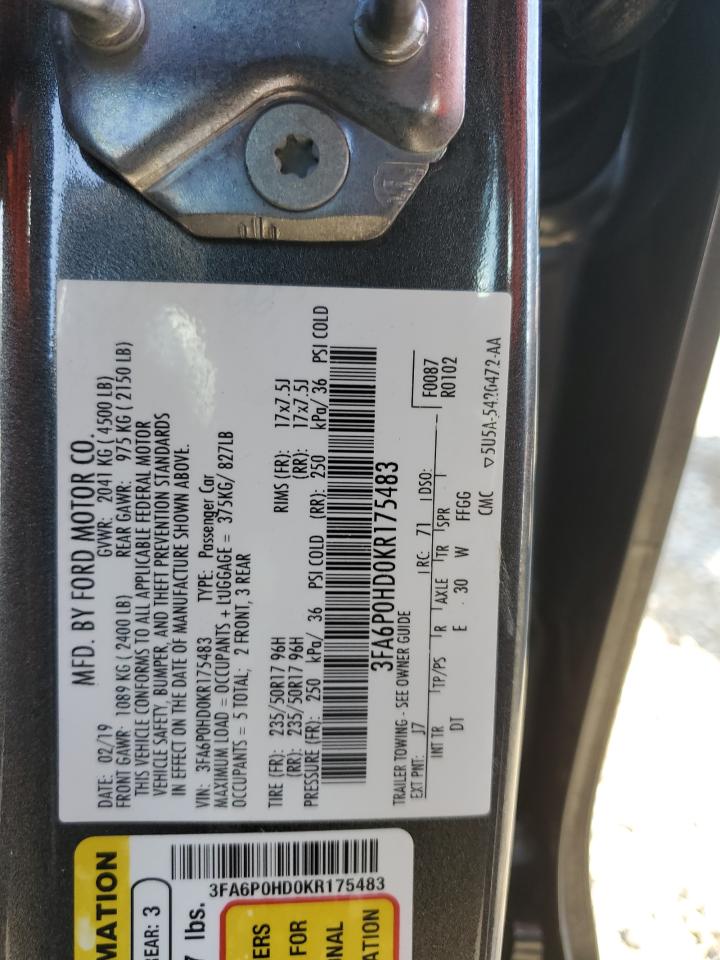 MFD. BY FORD MOTOR CO.
DATE: 02/19 GVWR: 2041 KG ( 4500 LB)
FRONT GAWR: 1089 KG ( 2400 LB) REAR GAWR: 975 KG ( 2150 LB)
THIS VEHICLE CONFORMS TO ALL APPLICABLE FEDERAL MOTOR
VEHICLE SAFETY, BUMPER, AND THEFT PREVENTION STANDARDS
IN EFFECT ON THE DATE OF MANUFACTURE SHOWN ABOVE.
VIN: 3FA6P0HD0KR175483 TYPE: Passenger Car
MAXIMUM LOAD = OCCUPANTS + LUGGAGE = 375KG/ 827LB
OCCUPANTS = 5 TOTAL; 2 FRONT, 3 REAR
TIRE (FR): 235/50R17 96H RIMS (FR): 17x7.5J
(RR): 235/50R17 96H (RR): 17x7.5J
PRESSURE (FR): 250 kPa/ 36 PSI COLD (RR): 250 kPa/ 36 PSI COLD
3FA6P0HD0KR175483
TRAILER TOWING - SEE OWNER GUIDE
F0087
R0102
EXT PNT: J7 RC: 71 DSO:
INT TR TP/PS R AXLE TR SPR
DT E 30 W FFGG
CMC ▽5U5A-5420472-AA
MATION
REAR: 3
7 lbs.
3FA6P0HD0KR175483
ERS
FOR
NAL
ATION